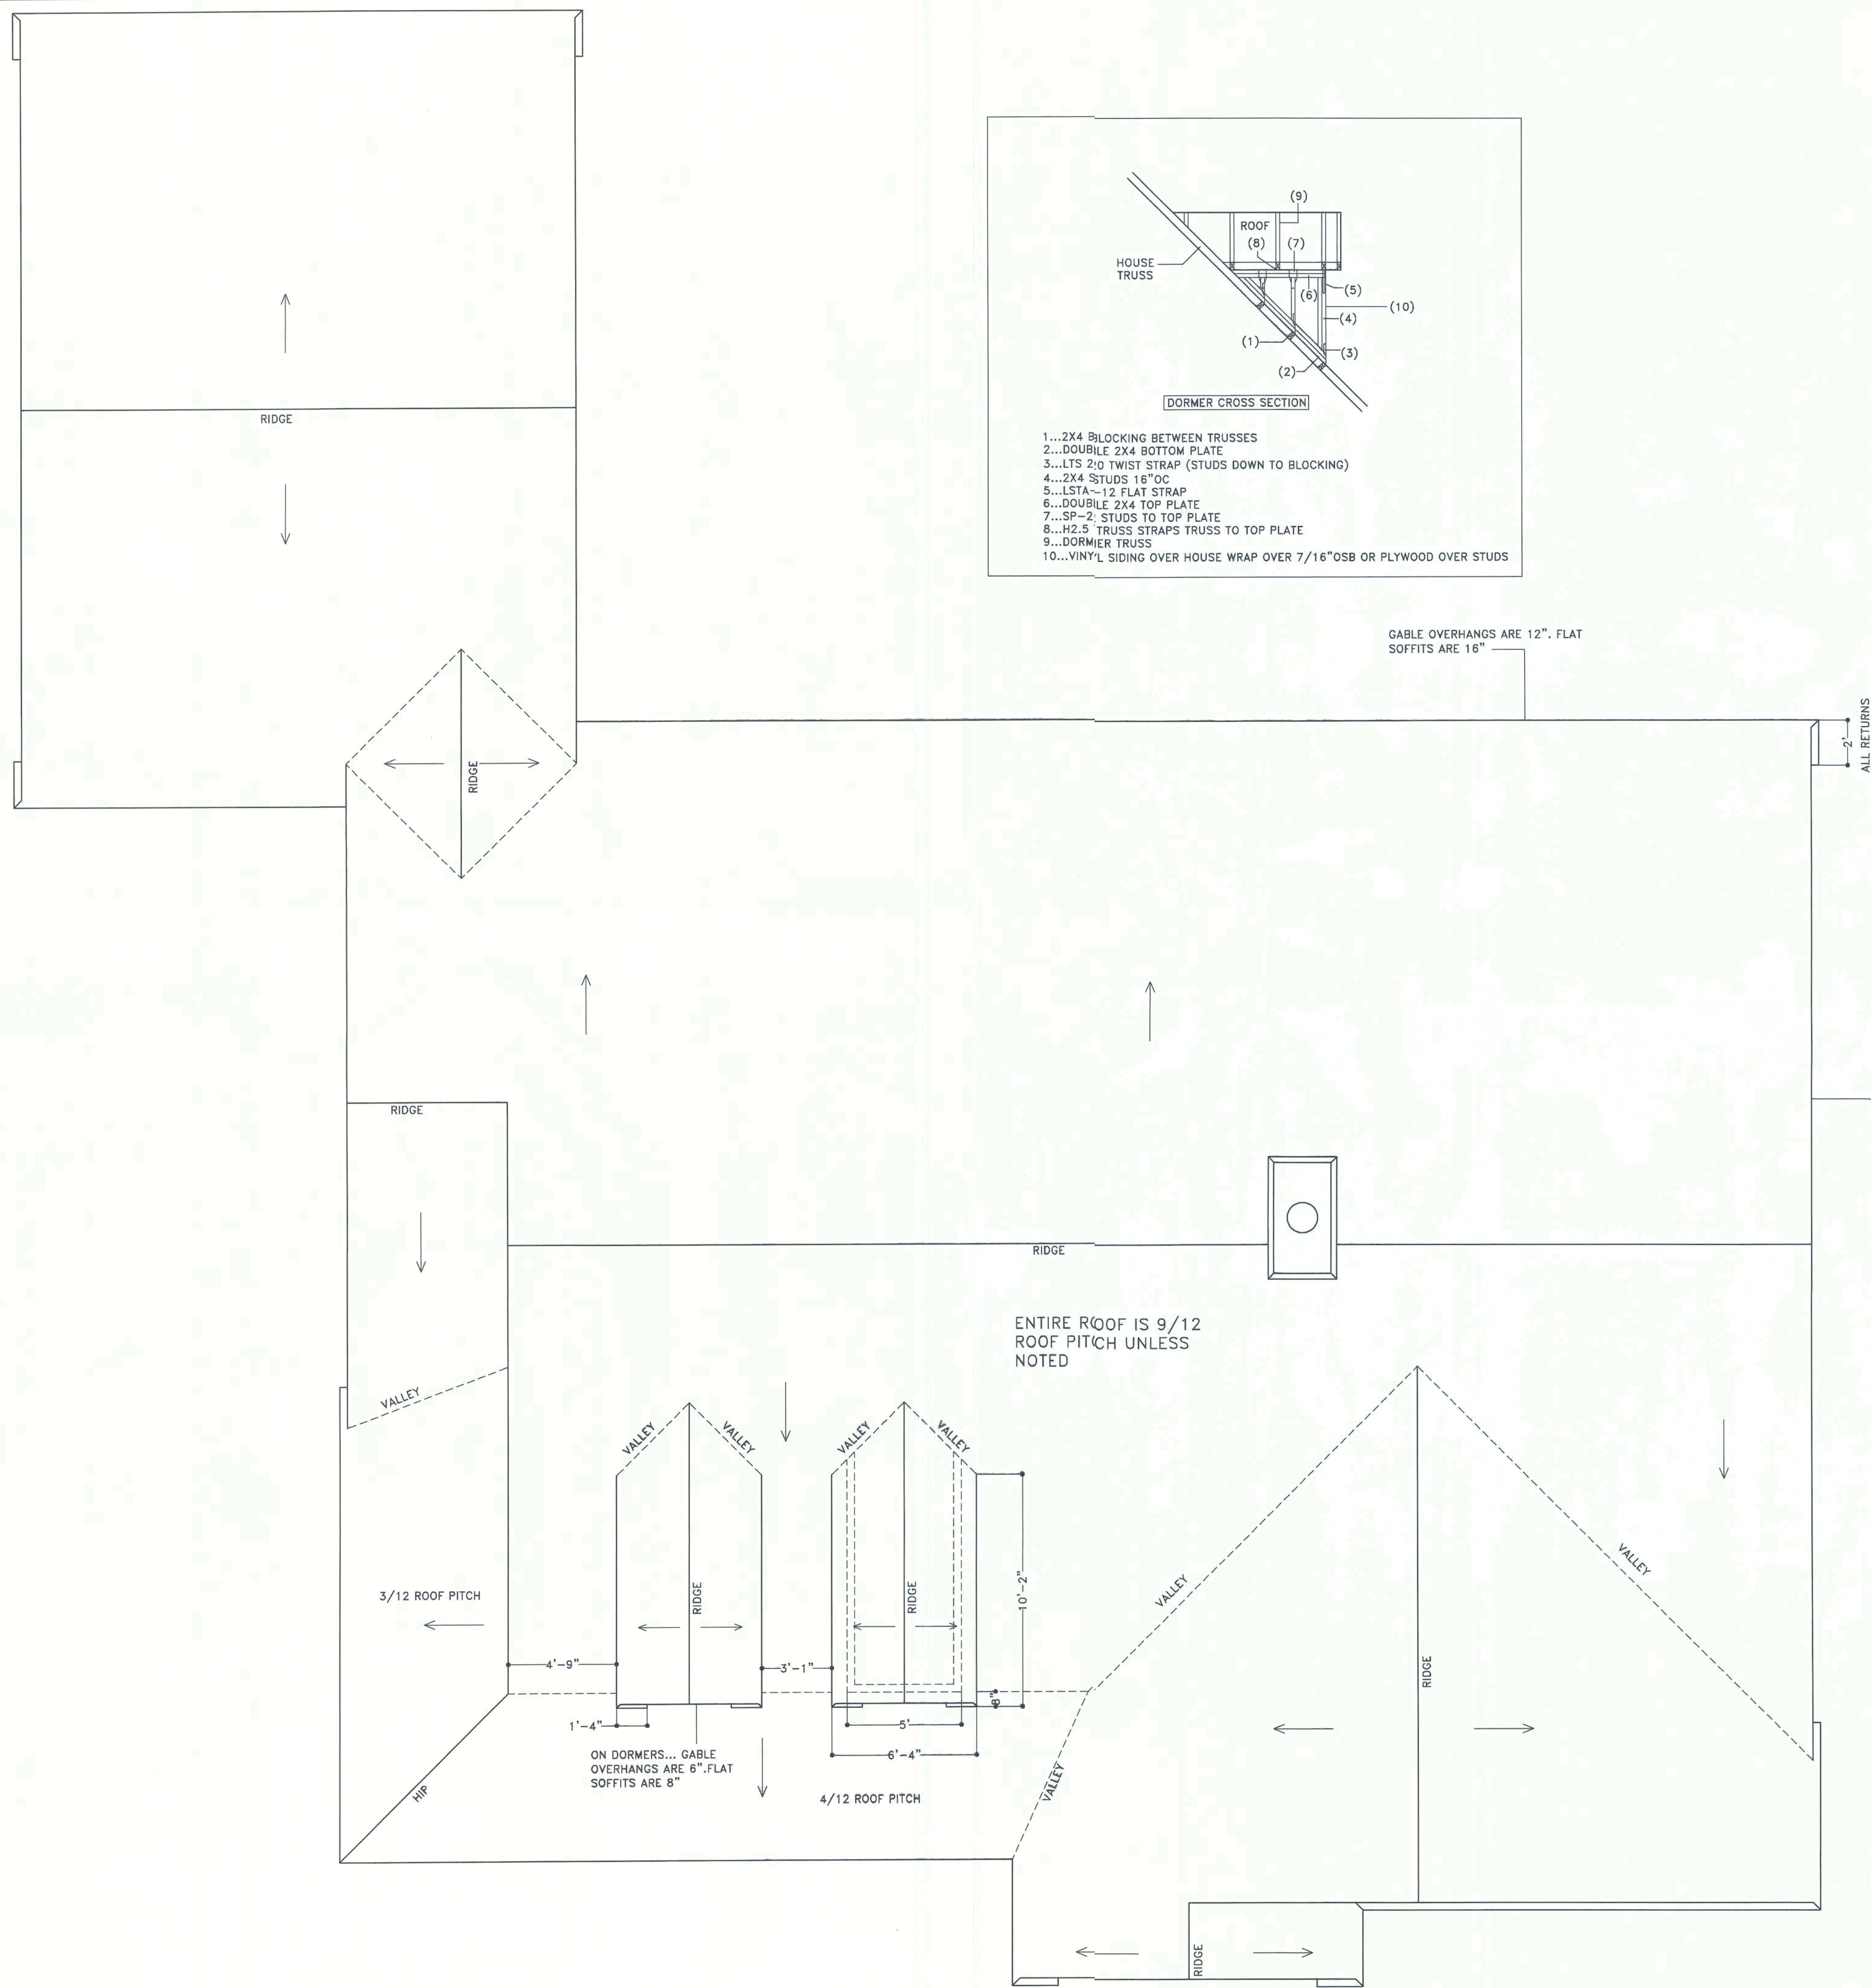 (9)
ROOF
(8)
(7)
HOUSE
TRUSS
(6)
(5)
(10)
(4)
(1)
(3)
(2)
DORMER CROSS SECTION
1...2X4 BLOCKING BETWEEN TRUSSES
2...DOUBLE 2X4 BOTTOM PLATE
3...LTS 20 TWIST STRAP (STUDS DOWN TO BLOCKING)
4...2X4 STUDS 16"OC
5...LSTA-12 FLAT STRAP
6...DOUBLE 2X4 TOP PLATE
7...SP-2 STUDS TO TOP PLATE
8...H2.5 TRUSS STRAPS TRUSS TO TOP PLATE
9...DORMER TRUSS
10...VINYL SIDING OVER HOUSE WRAP OVER 7/16"OSB OR PLYWOOD OVER STUDS
RIDGE
GABLE OVERHANGS ARE 12". FLAT
SOFFITS ARE 16"
2'
ALL RETURNS
RIDGE
RIDGE
RIDGE
ENTIRE ROOF IS 9/12
ROOF PITCH UNLESS
NOTED
VALLEY
VALLEY
VALLEY
VALLEY
VALLEY
VALLEY
VALLEY
3/12 ROOF PITCH
RIDGE
RIDGE
10'-2"
RIDGE
4'-9"
3'-1"
8"
1'-4"
5'
6'-4"
ON DORMERS... GABLE
OVERHANGS ARE 6".FLAT
SOFFITS ARE 8"
HIP
4/12 ROOF PITCH
VALLEY
RIDGE